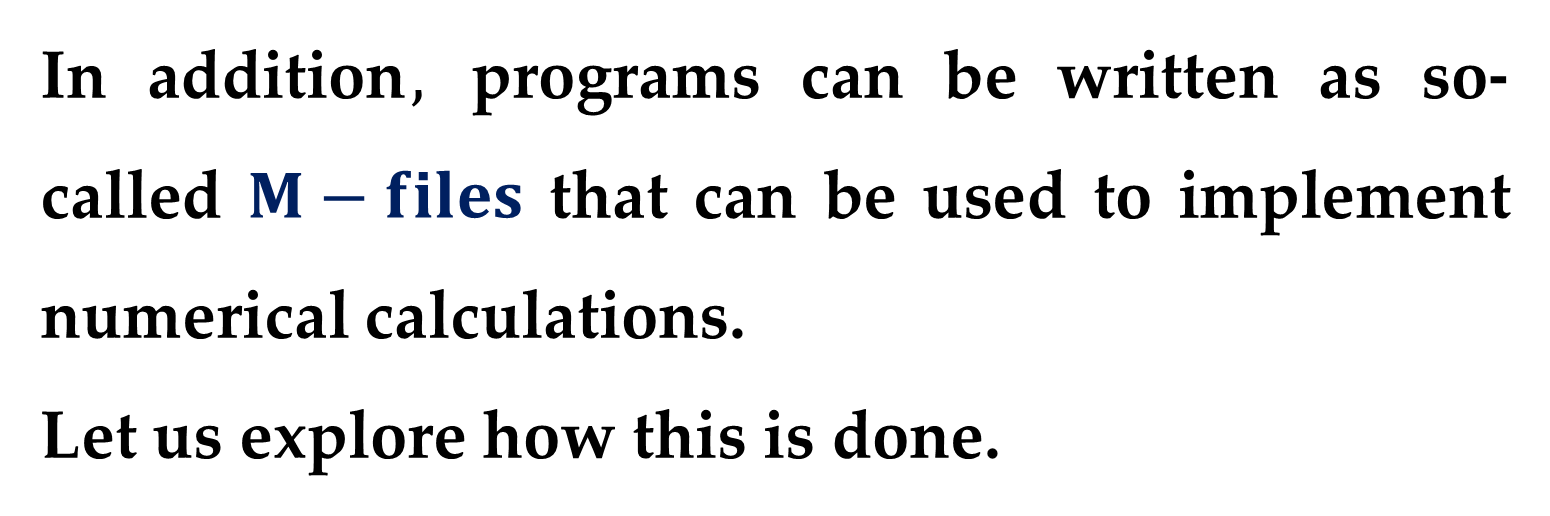 In addition, programs can be written as so-
called M – files that can be used to implement
numerical calculations.
Let us explore how this is done.